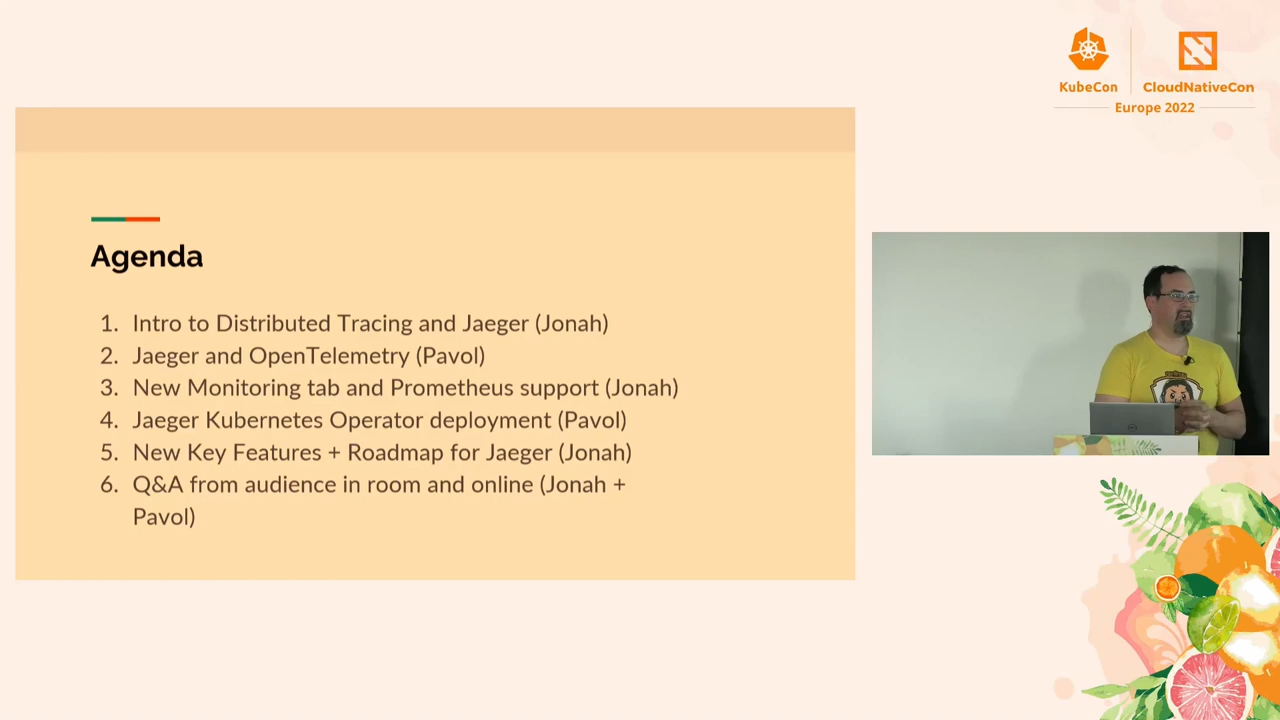 KubeCon
CloudNativeCon
Europe 2022
Agenda
1. Intro to Distributed Tracing and Jaeger (Jonah)
2. Jaeger and OpenTelemetry (Pavol)
3. New Monitoring tab and Prometheus support (Jonah)
4. Jaeger Kubernetes Operator deployment (Pavol)
5. New Key Features + Roadmap for Jaeger (Jonah)
6. Q&A from audience in room and online (Jonah +
Pavol)